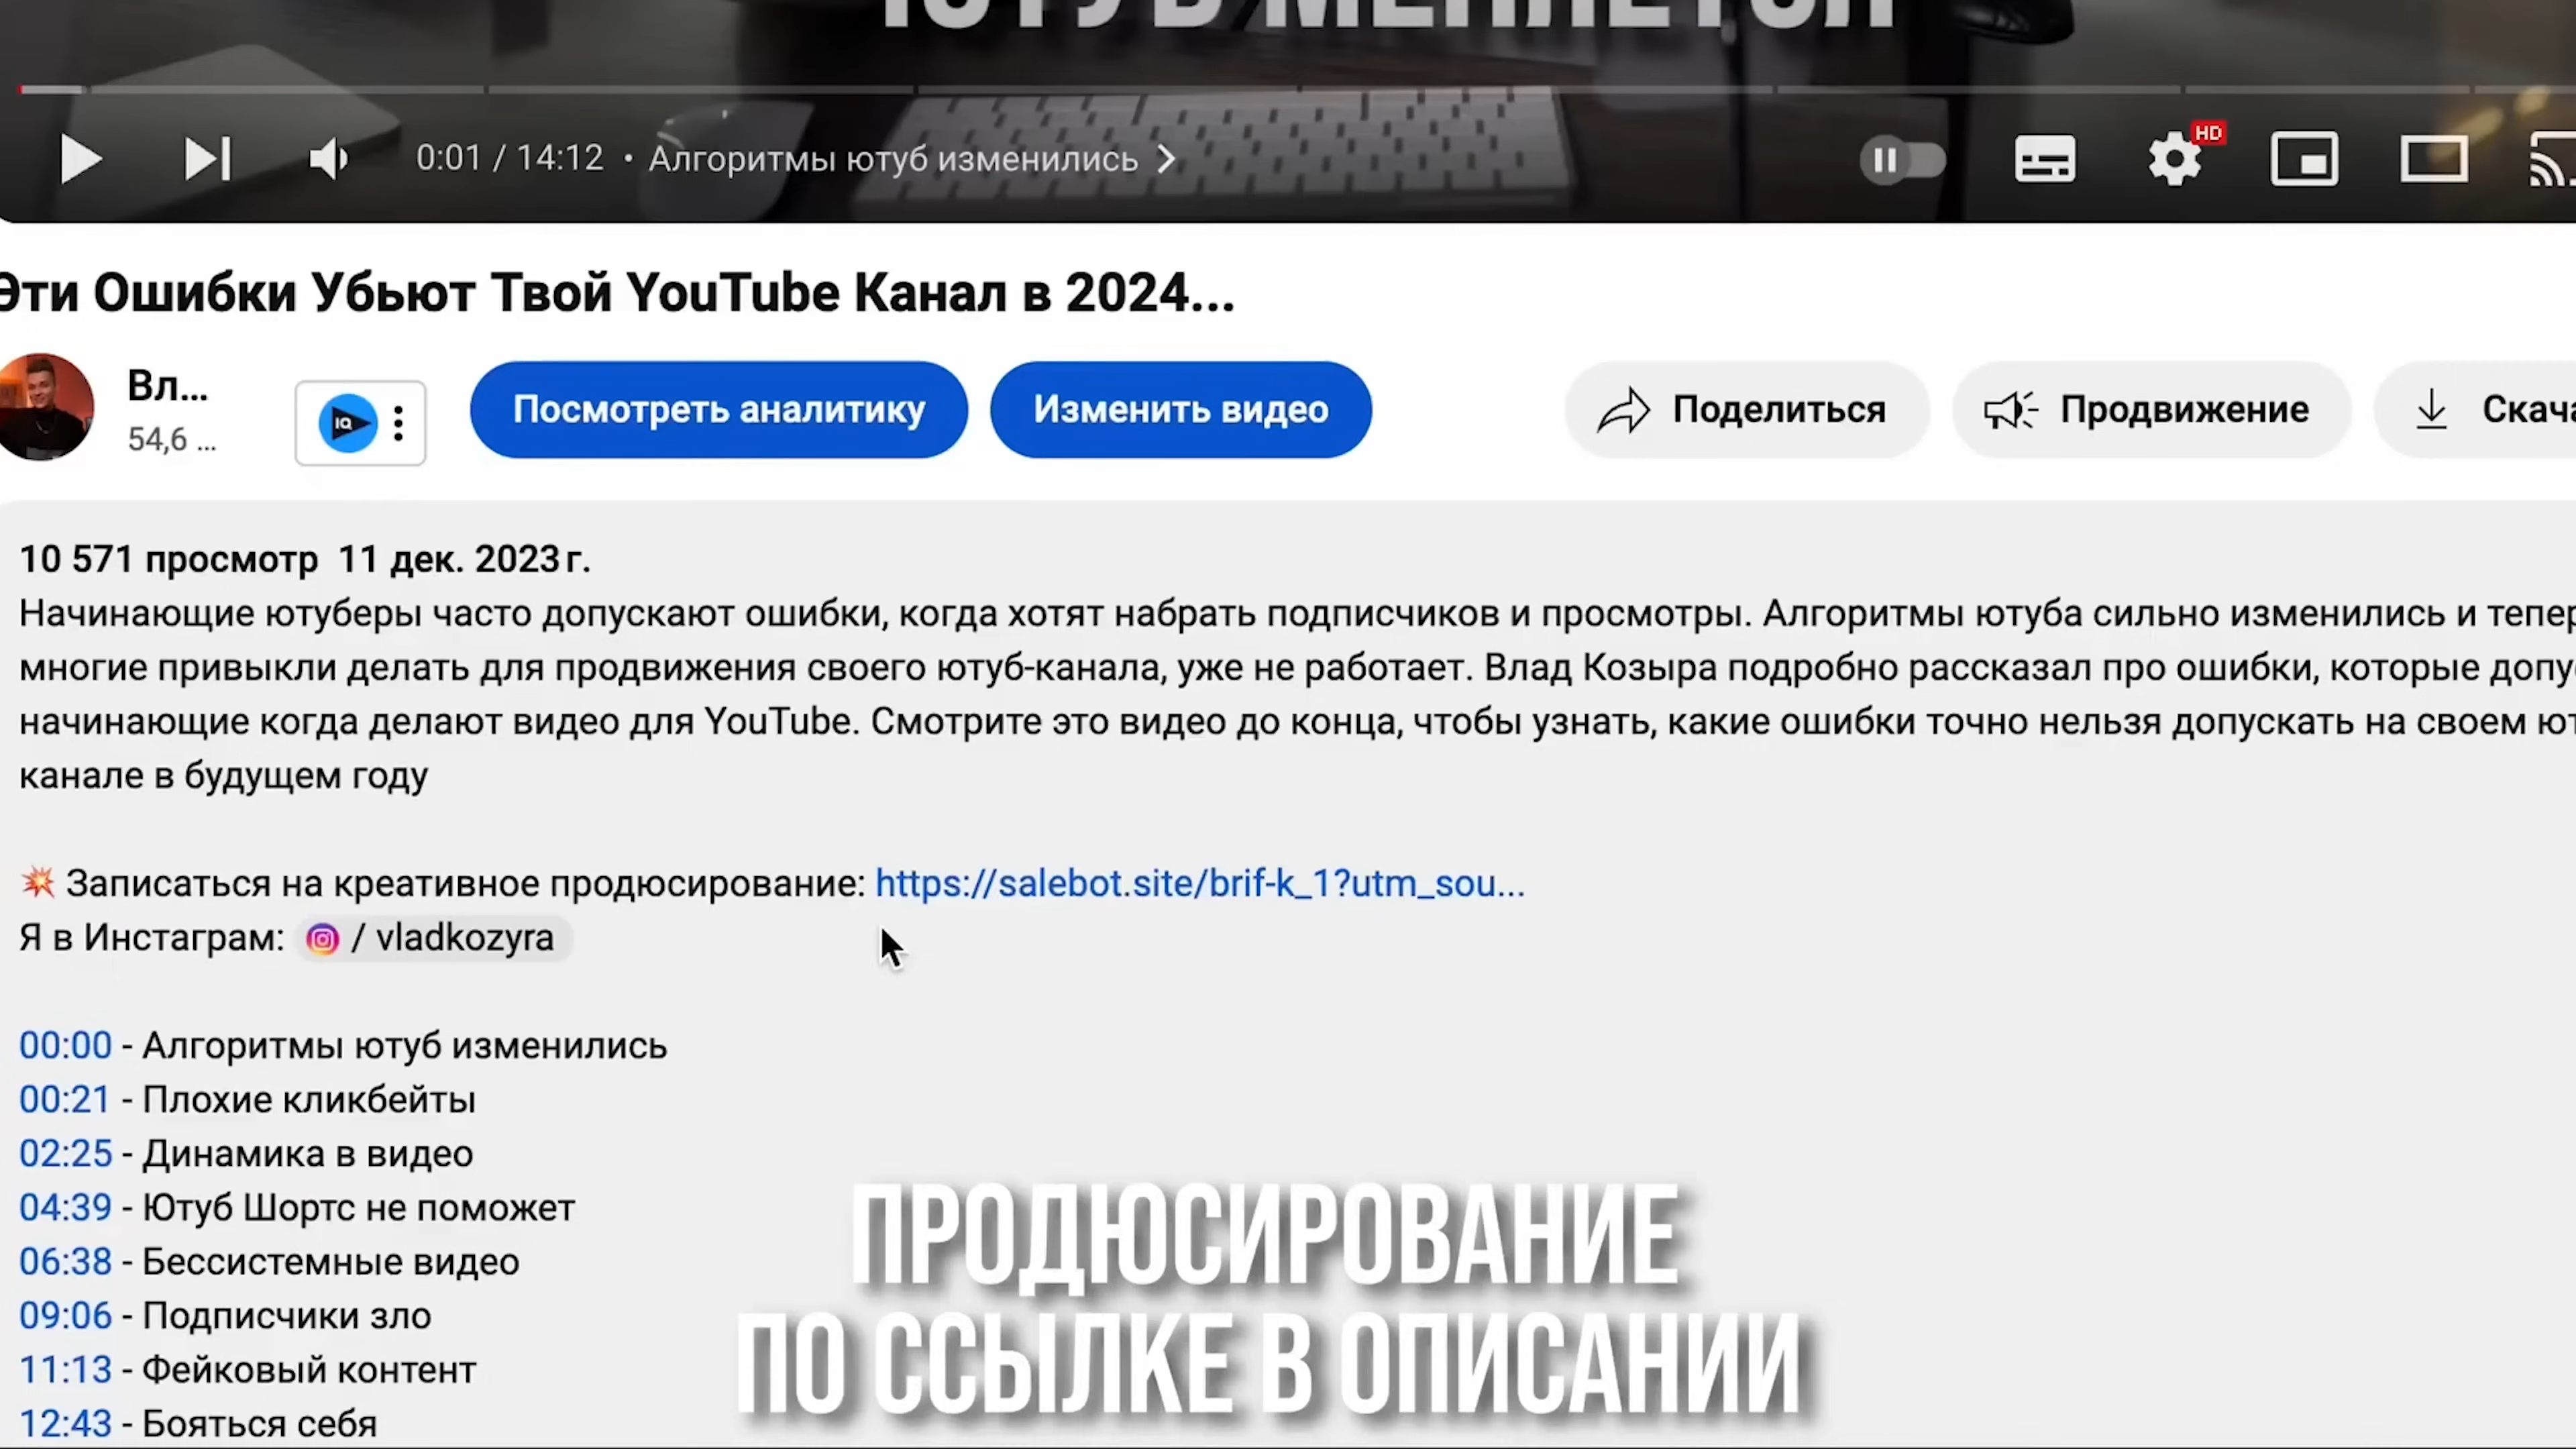 ЮТУБ МЕНЯЕТСЯ
0:01 / 14:12 • Алгоритмы ютуб изменились
HD
Эти Ошибки Убьют Твой YouTube Канал в 2024...
Вл...
54,6 ...
IQ
Посмотреть аналитику
Изменить видео
Поделиться
Продвижение
10 571 просмотр 11 дек. 2023 г.
Начинающие ютуберы часто допускают ошибки, когда хотят набрать подписчиков и просмотры. Алгоритмы ютуба сильно изменились и
многие привыкли делать для продвижения своего ютуб-канала, уже не работает. Влад Козыра подробно рассказал про ошибки, которые
начинающие когда делают видео для YouTube. Смотрите это видео до конца, чтобы узнать, какие ошибки точно нельзя допускать на своем
канале в будущем году
💥 Записаться на креативное продюсирование: https://salebot.site/brif-k_1?utm_sou...
Я в Инстаграм: / vladkozyra
00:00 - Алгоритмы ютуб изменились
00:21 - Плохие кликбейты
02:25 - Динамика в видео
04:39 - Ютуб Шортс не поможет
06:38 - Бессистемные видео
09:06 - Подписчики зло
11:13 - Фейковый контент
12:43 - Бояться себя
ПРОДЮСИРОВАНИЕ
ПО ССЫЛКЕ В ОПИСАНИИ